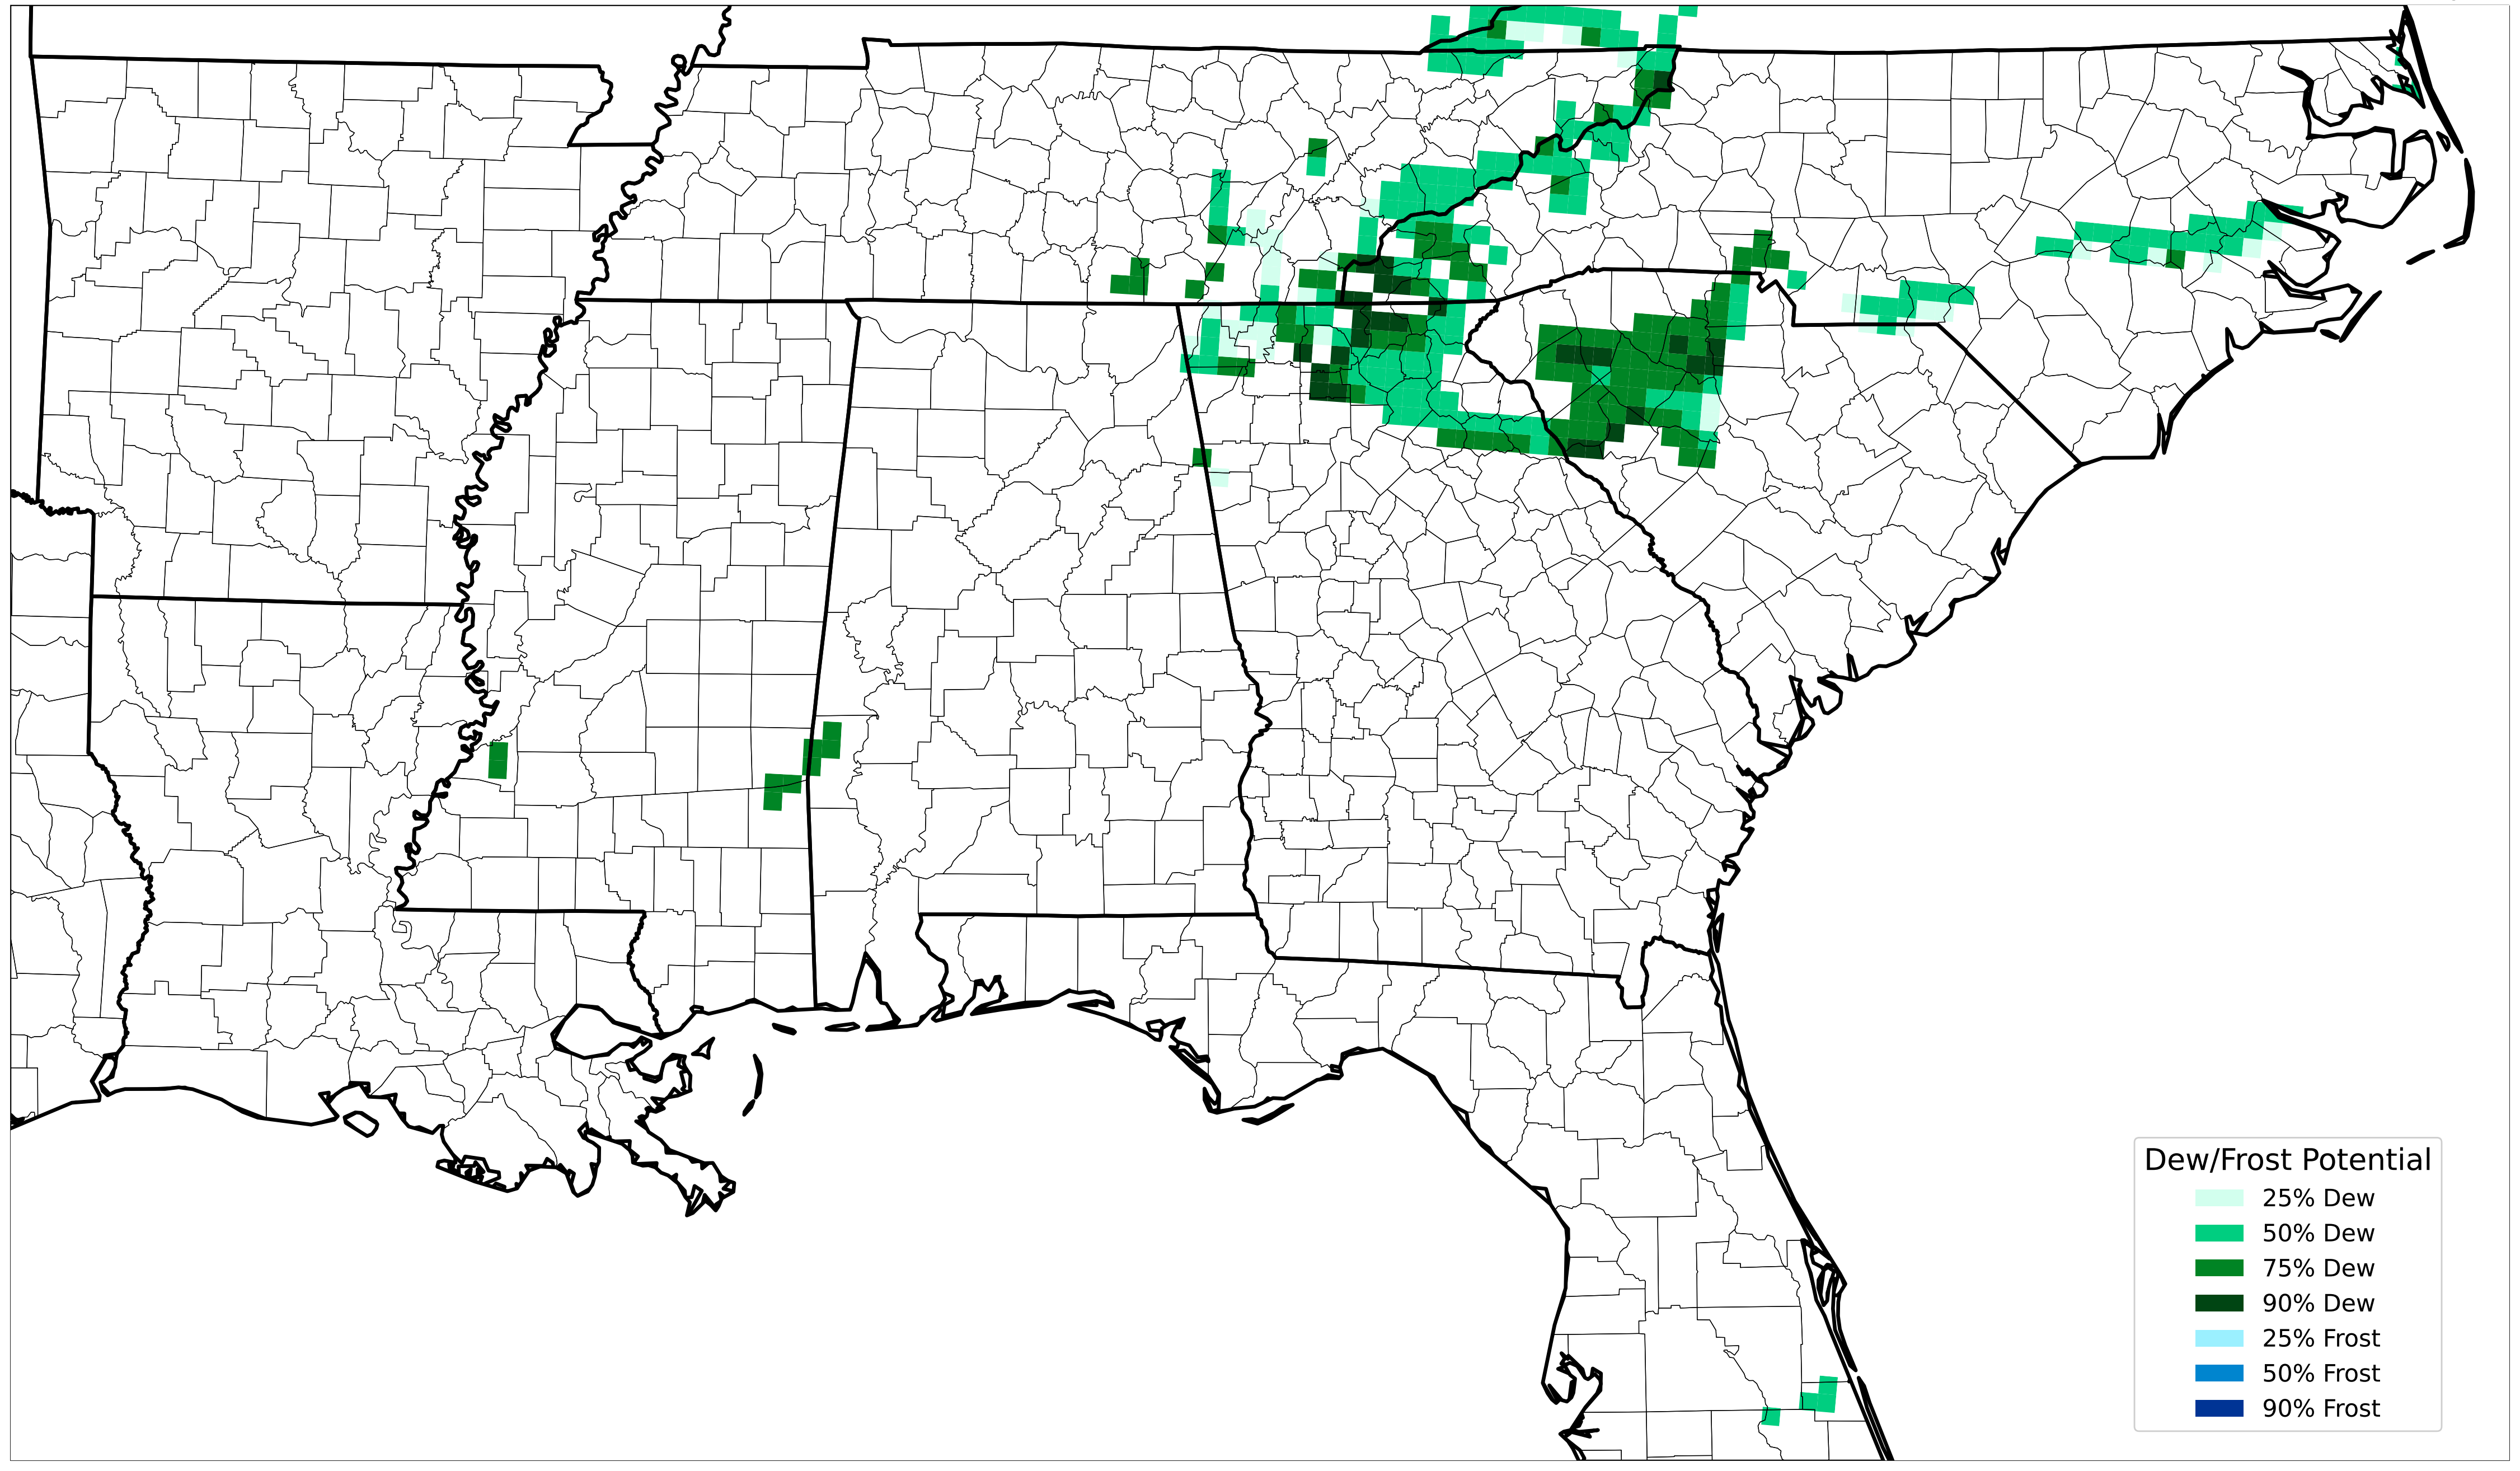 Dew/Frost Potential
25% Dew
50% Dew
75% Dew
90% Dew
25% Frost
50% Frost
90% Frost